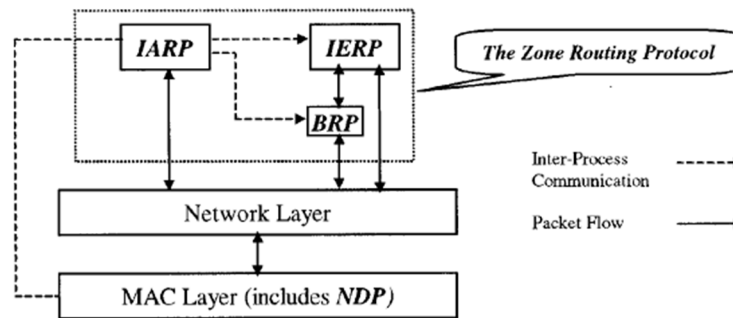 IARP
IERP
The Zone Routing Protocol
BRP
Inter-Process
Communication
Network Layer
Packet Flow
MAC Layer (includes NDP)